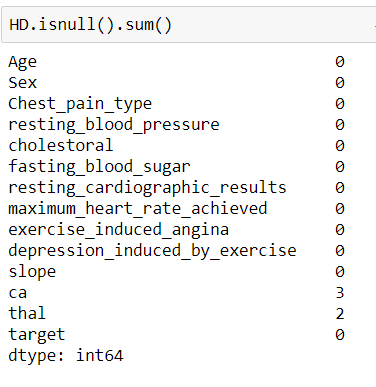 HD.isnull().sum()
Age 0
Sex 0
Chest_pain_type 0
resting_blood_pressure 0
cholestoral 0
fasting_blood_sugar 0
resting_cardiographic_results 0
maximum_heart_rate_achieved 0
exercise_induced_angina 0
depression_induced_by_exercise 0
slope 0
ca 3
thal 2
target 0
dtype: int64